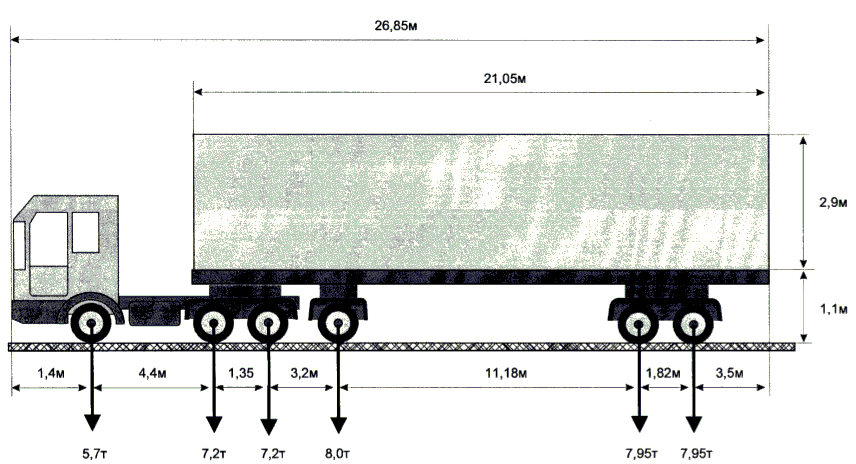 26,85м
21,05м
2,9м
1,1м
1,4м 4,4м 1,35 3,2м 11,18м 1,82м 3,5м
5,7т 7,2т 7,2т 8,0т 7,95т 7,95т